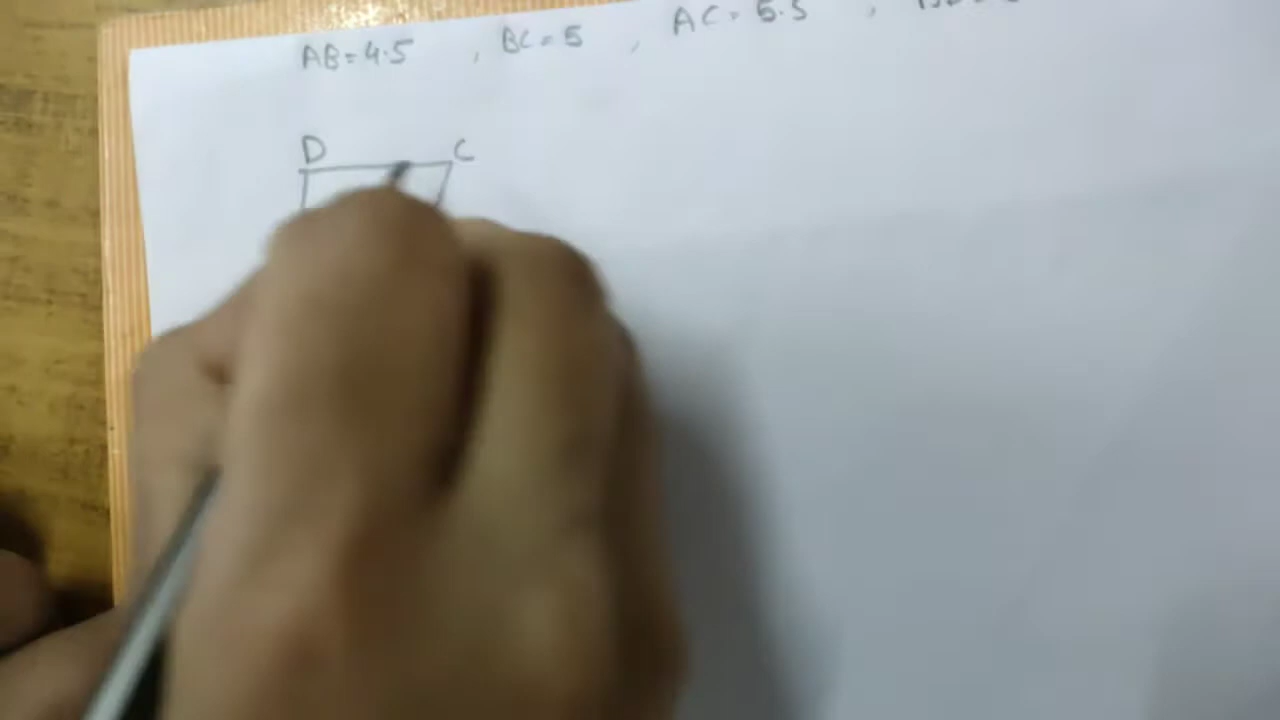 AB = 4.5 , BC = 5 , AC = 5.5 ,
D C